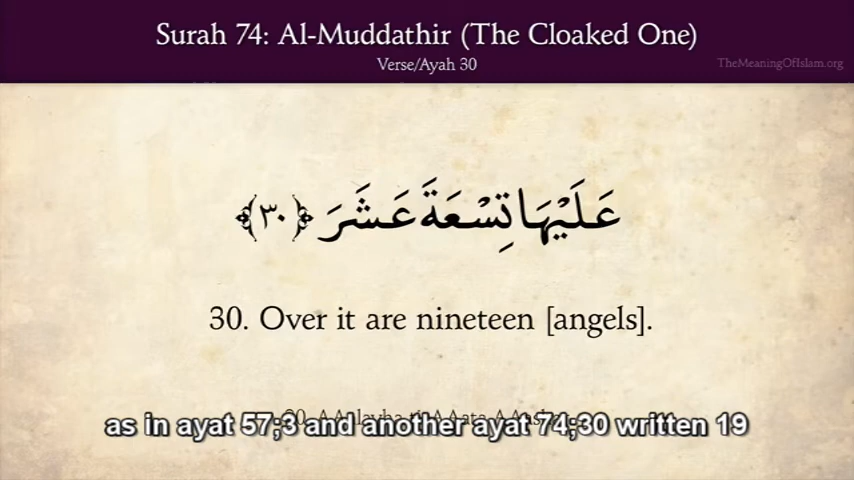 Surah 74: Al-Muddathir (The Cloaked One)
Verse/Ayah 30
TheMeaningOfIslam.org
عَلَيْهَا تِسْعَةَ عَشَرَ ﴿٣٠﴾
30. Over it are nineteen [angels].
as in ayat 57;3 and another ayat 74;30 written 19